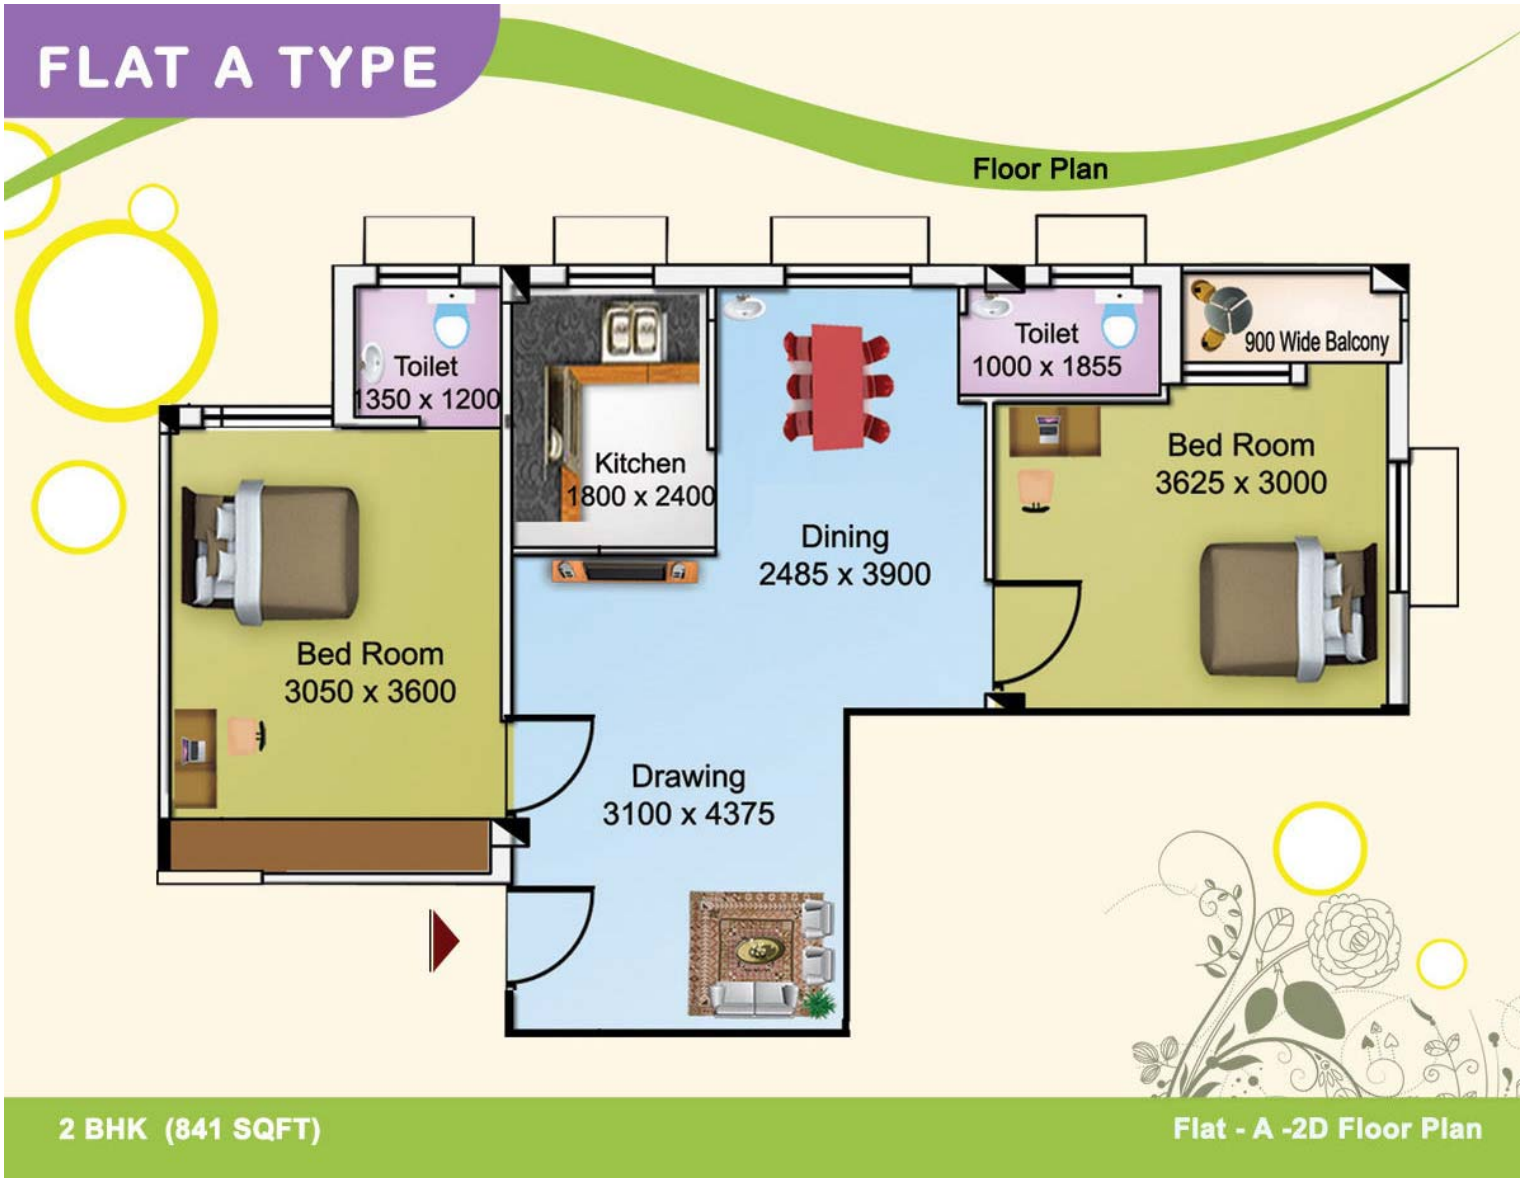 FLAT A TYPE
Floor Plan
Toilet
1350 x 1200
Kitchen
1800 x 2400
Dining
2485 x 3900
Toilet
1000 x 1855
900 Wide Balcony
Bed Room
3625 x 3000
Bed Room
3050 x 3600
Drawing
3100 x 4375
2 BHK (841 SQFT)
Flat - A -2D Floor Plan